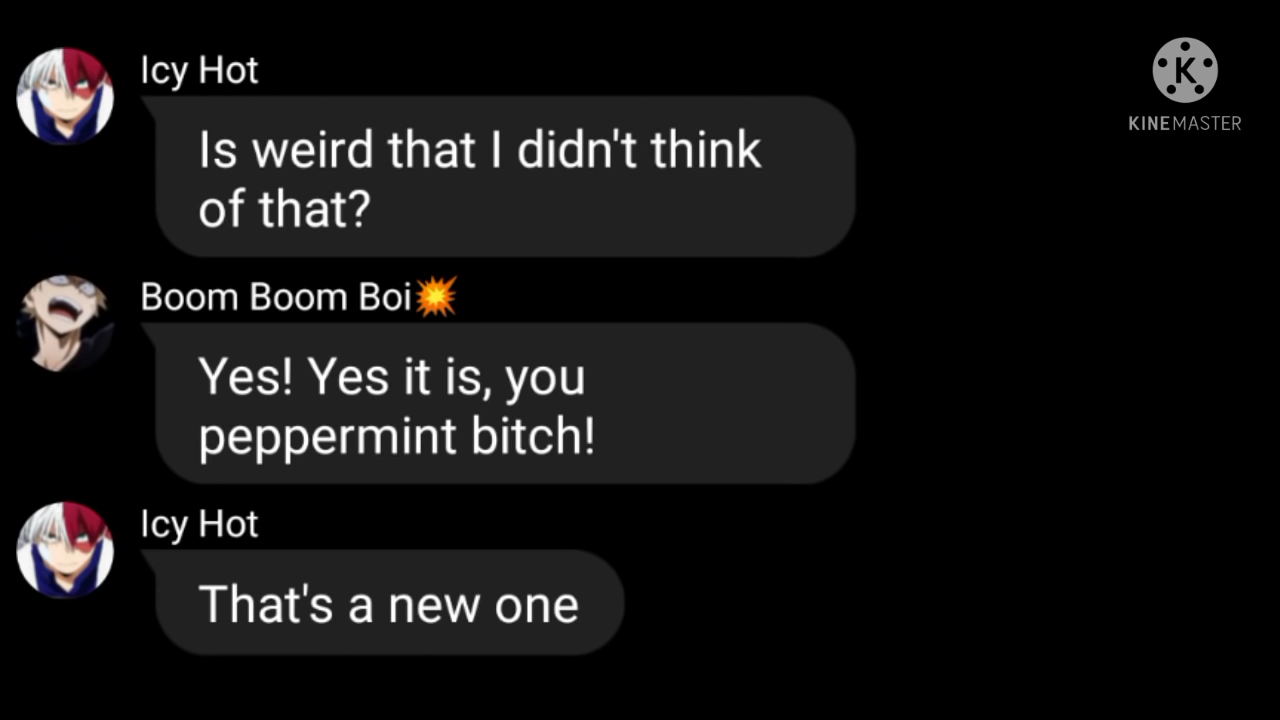 Icy Hot
Is weird that I didn't think
of that?
K
KINEMASTER
Boom Boom Boi💥
Yes! Yes it is, you
peppermint bitch!
Icy Hot
That's a new one